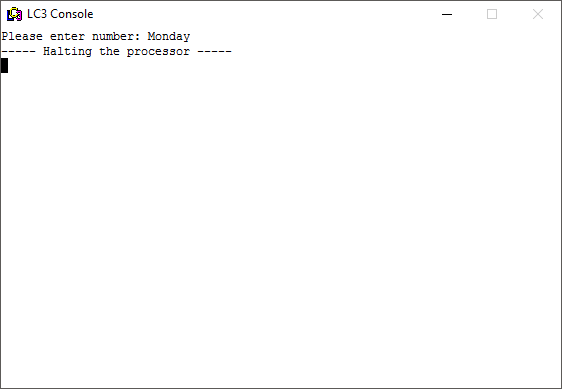 LC3 Console
Please enter number: Monday
----- Halting the processor -----